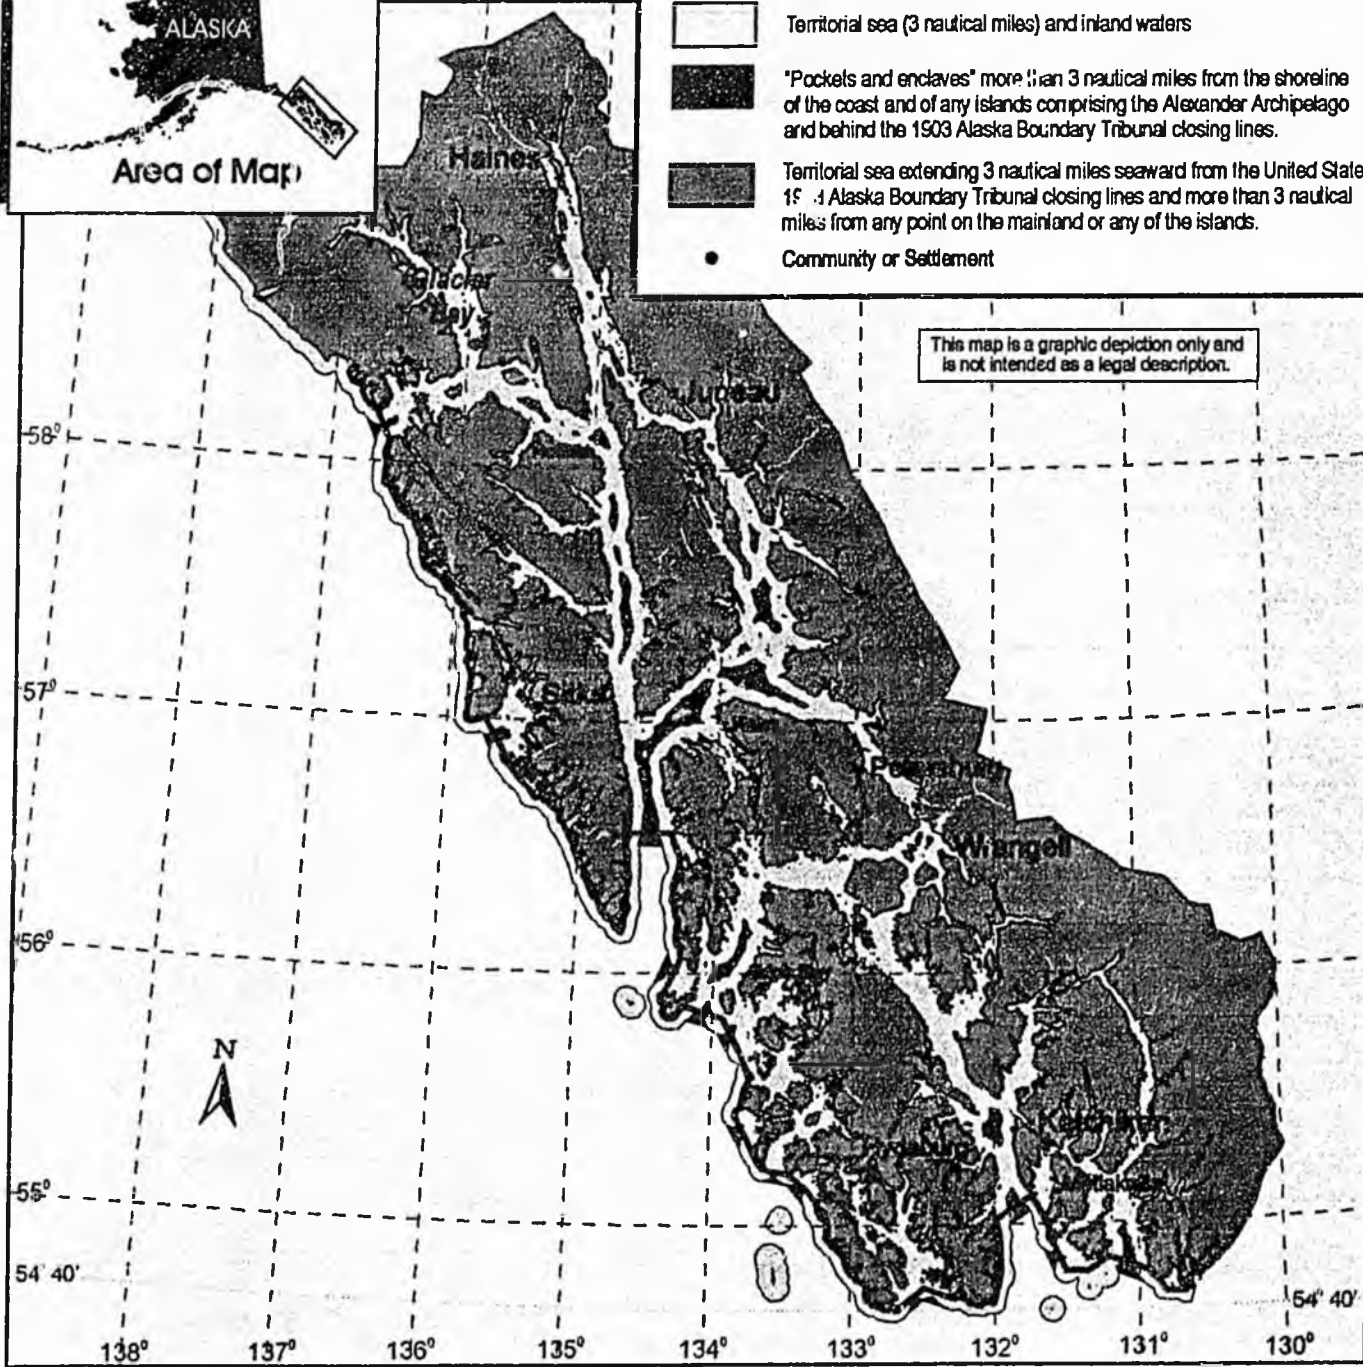 ALASKA
Area of Map
Territorial sea (3 nautical miles) and inland waters
"Pockets and enclaves" more than 3 nautical miles from the shoreline
of the coast and of any islands comprising the Alexander Archipelago
and behind the 1903 Alaska Boundary Tribunal closing lines.
Territorial sea extending 3 nautical miles seaward from the United State
Alaska Boundary Tribunal closing lines and more than 3 nautical
miles from any point on the mainland or any of the islands.
Community or Settlement
This map is a graphic depiction only and
is not intended as a legal description.
Haines
Glacier
Bay
Juneau
58°
57°
Sitka
Petersburg
Wrangell
56°
N
Ketchikan
Metlakatla
55°
54° 40'
54° 40'
138° 137° 136° 135° 134° 133° 132° 131° 130°